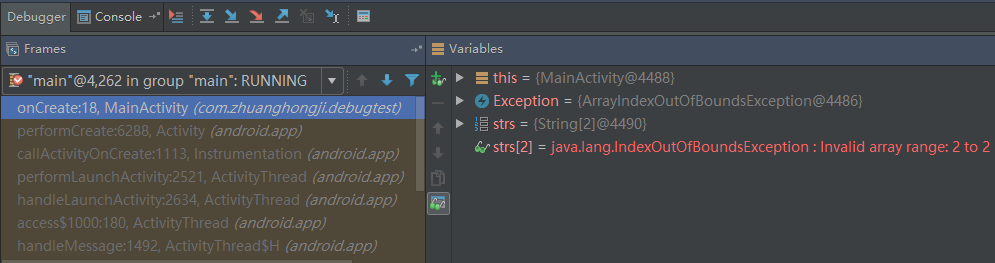 Debugger Console
Frames
"main"@4,262 in group "main": RUNNING
onCreate:18, MainActivity (com.zhuanghongji.debugtest)
performCreate:6288, Activity (android.app)
callActivityOnCreate:1113, Instrumentation (android.app)
performLaunchActivity:2521, ActivityThread (android.app)
handleLaunchActivity:2634, ActivityThread (android.app)
access$1000:180, ActivityThread (android.app)
handleMessage:1492, ActivityThread$H (android.app)
Variables
this = {MainActivity@4488}
Exception = {ArrayIndexOutOfBoundsException@4486}
strs = {String[2]@4490}
strs[2] = java.lang.IndexOutOfBoundsException : Invalid array range: 2 to 2